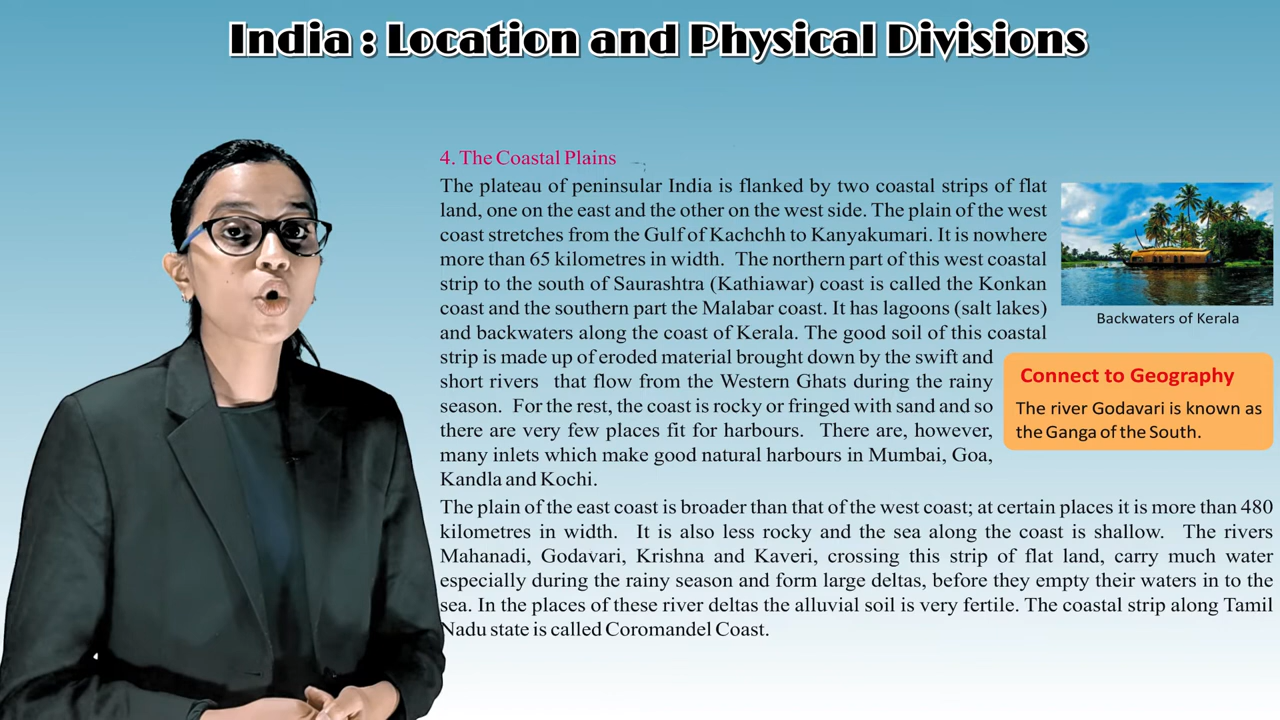 India : Location and Physical Divisions
4. The Coastal Plains
The plateau of peninsular India is flanked by two coastal strips of flat
land, one on the east and the other on the west side. The plain of the west
coast stretches from the Gulf of Kachchh to Kanyakumari. It is nowhere
more than 65 kilometres in width. The northern part of this west coastal
strip to the south of Saurashtra (Kathiawar) coast is called the Konkan
coast and the southern part the Malabar coast. It has lagoons (salt lakes)
and backwaters along the coast of Kerala. The good soil of this coastal
strip is made up of eroded material brought down by the swift and
short rivers that flow from the Western Ghats during the rainy
season. For the rest, the coast is rocky or fringed with sand and so
there are very few places fit for harbours. There are, however,
many inlets which make good natural harbours in Mumbai, Goa,
Kandla and Kochi.
Backwaters of Kerala
Connect to Geography
The river Godavari is known as
the Ganga of the South.
The plain of the east coast is broader than that of the west coast; at certain places it is more than 480
kilometres in width. It is also less rocky and the sea along the coast is shallow. The rivers
Mahanadi, Godavari, Krishna and Kaveri, crossing this strip of flat land, carry much water
especially during the rainy season and form large deltas, before they empty their waters in to the
sea. In the places of these river deltas the alluvial soil is very fertile. The coastal strip along Tamil
Nadu state is called Coromandel Coast.